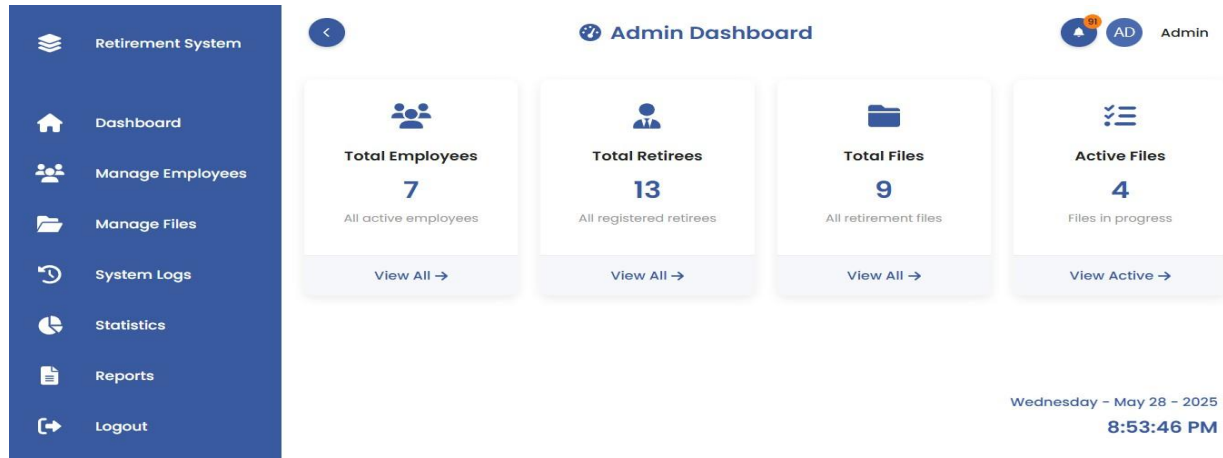 Retirement System
Dashboard
Manage Employees
Manage Files
System Logs
Statistics
Reports
Logout
Admin Dashboard
91
AD
Admin
Total Employees
7
All active employees
View All →
Total Retirees
13
All registered retirees
View All →
Total Files
9
All retirement files
View All →
Active Files
4
Files in progress
View Active →
Wednesday - May 28 - 2025
8:53:46 PM